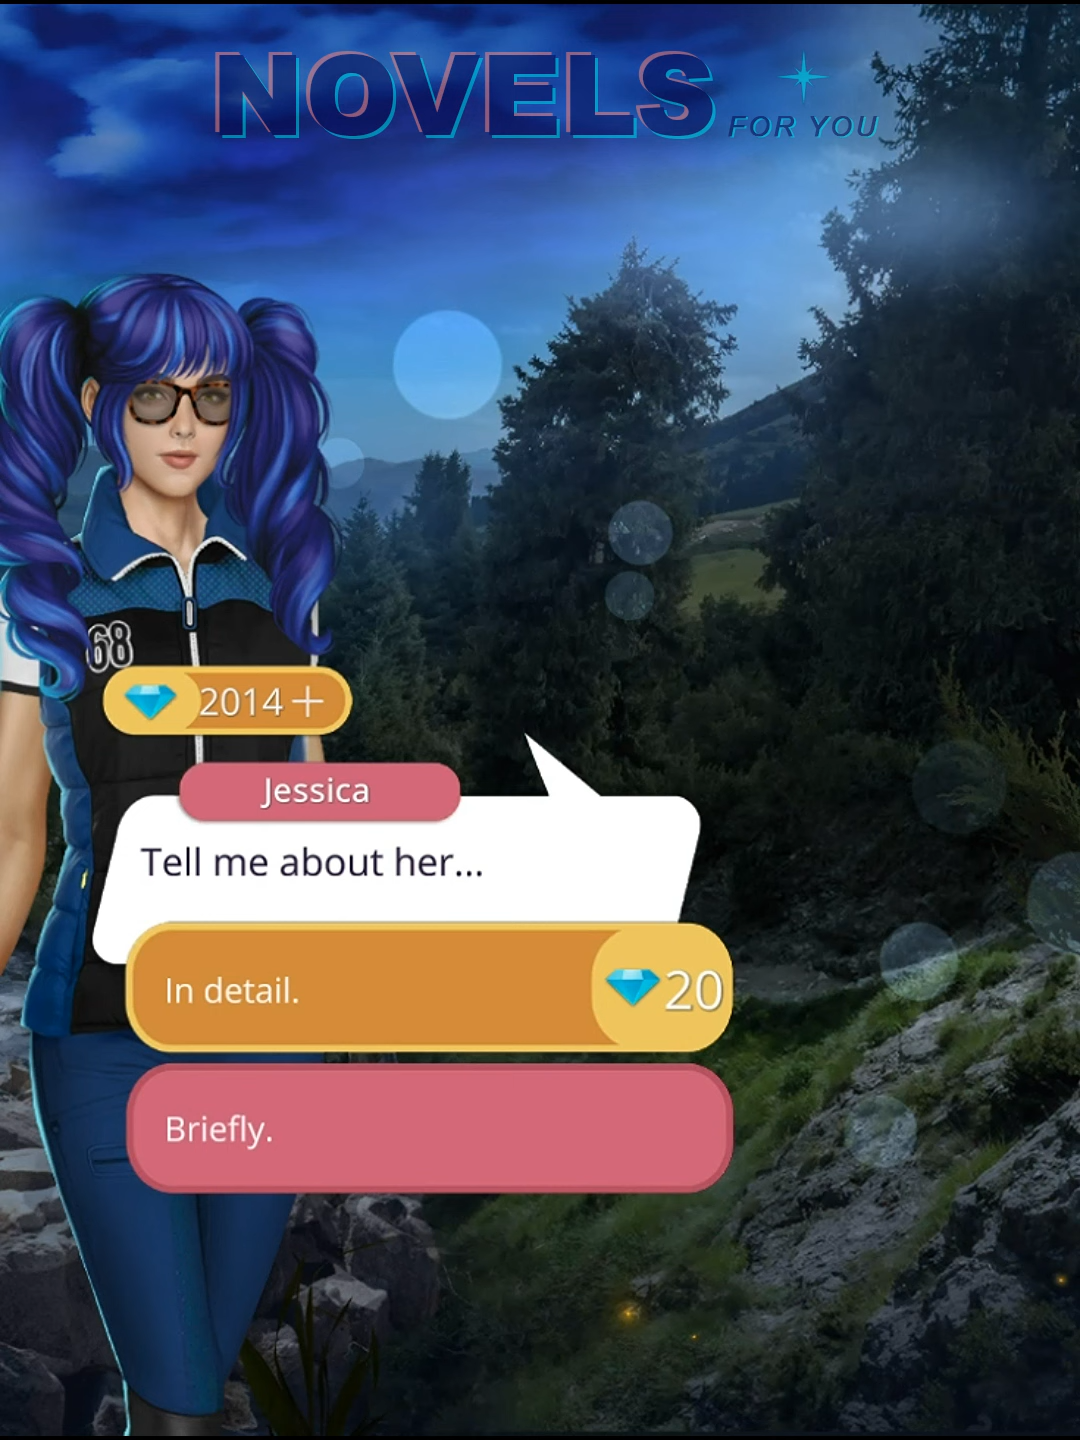 NOVELS
FOR YOU
68
2014 +
Jessica
Tell me about her...
In detail.
20
Briefly.